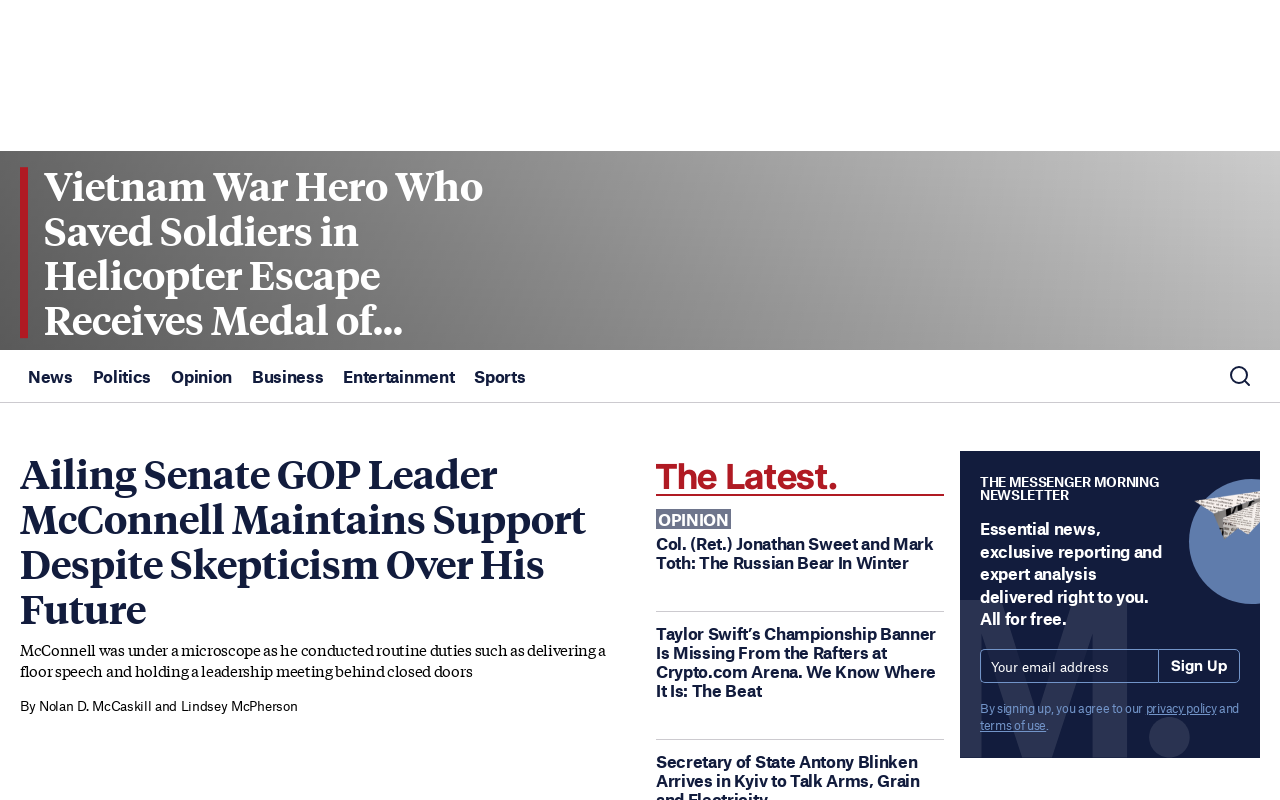 Vietnam War Hero Who
Saved Soldiers in
Helicopter Escape
Receives Medal of...
News Politics Opinion Business Entertainment Sports
Ailing Senate GOP Leader
McConnell Maintains Support
Despite Skepticism Over His
Future
McConnell was under a microscope as he conducted routine duties such as delivering a
floor speech and holding a leadership meeting behind closed doors
By Nolan D. McCaskill and Lindsey McPherson
The Latest.
OPINION
Col. (Ret.) Jonathan Sweet and Mark
Toth: The Russian Bear In Winter
Taylor Swift’s Championship Banner
Is Missing From the Rafters at
Crypto.com Arena. We Know Where
It Is: The Beat
Secretary of State Antony Blinken
Arrives in Kyiv to Talk Arms, Grain
and Electricity
THE MESSENGER MORNING
NEWSLETTER
Essential news,
exclusive reporting and
expert analysis
delivered right to you.
All for free.
Your email address Sign Up
By signing up, you agree to our privacy policy and
terms of use.
M.